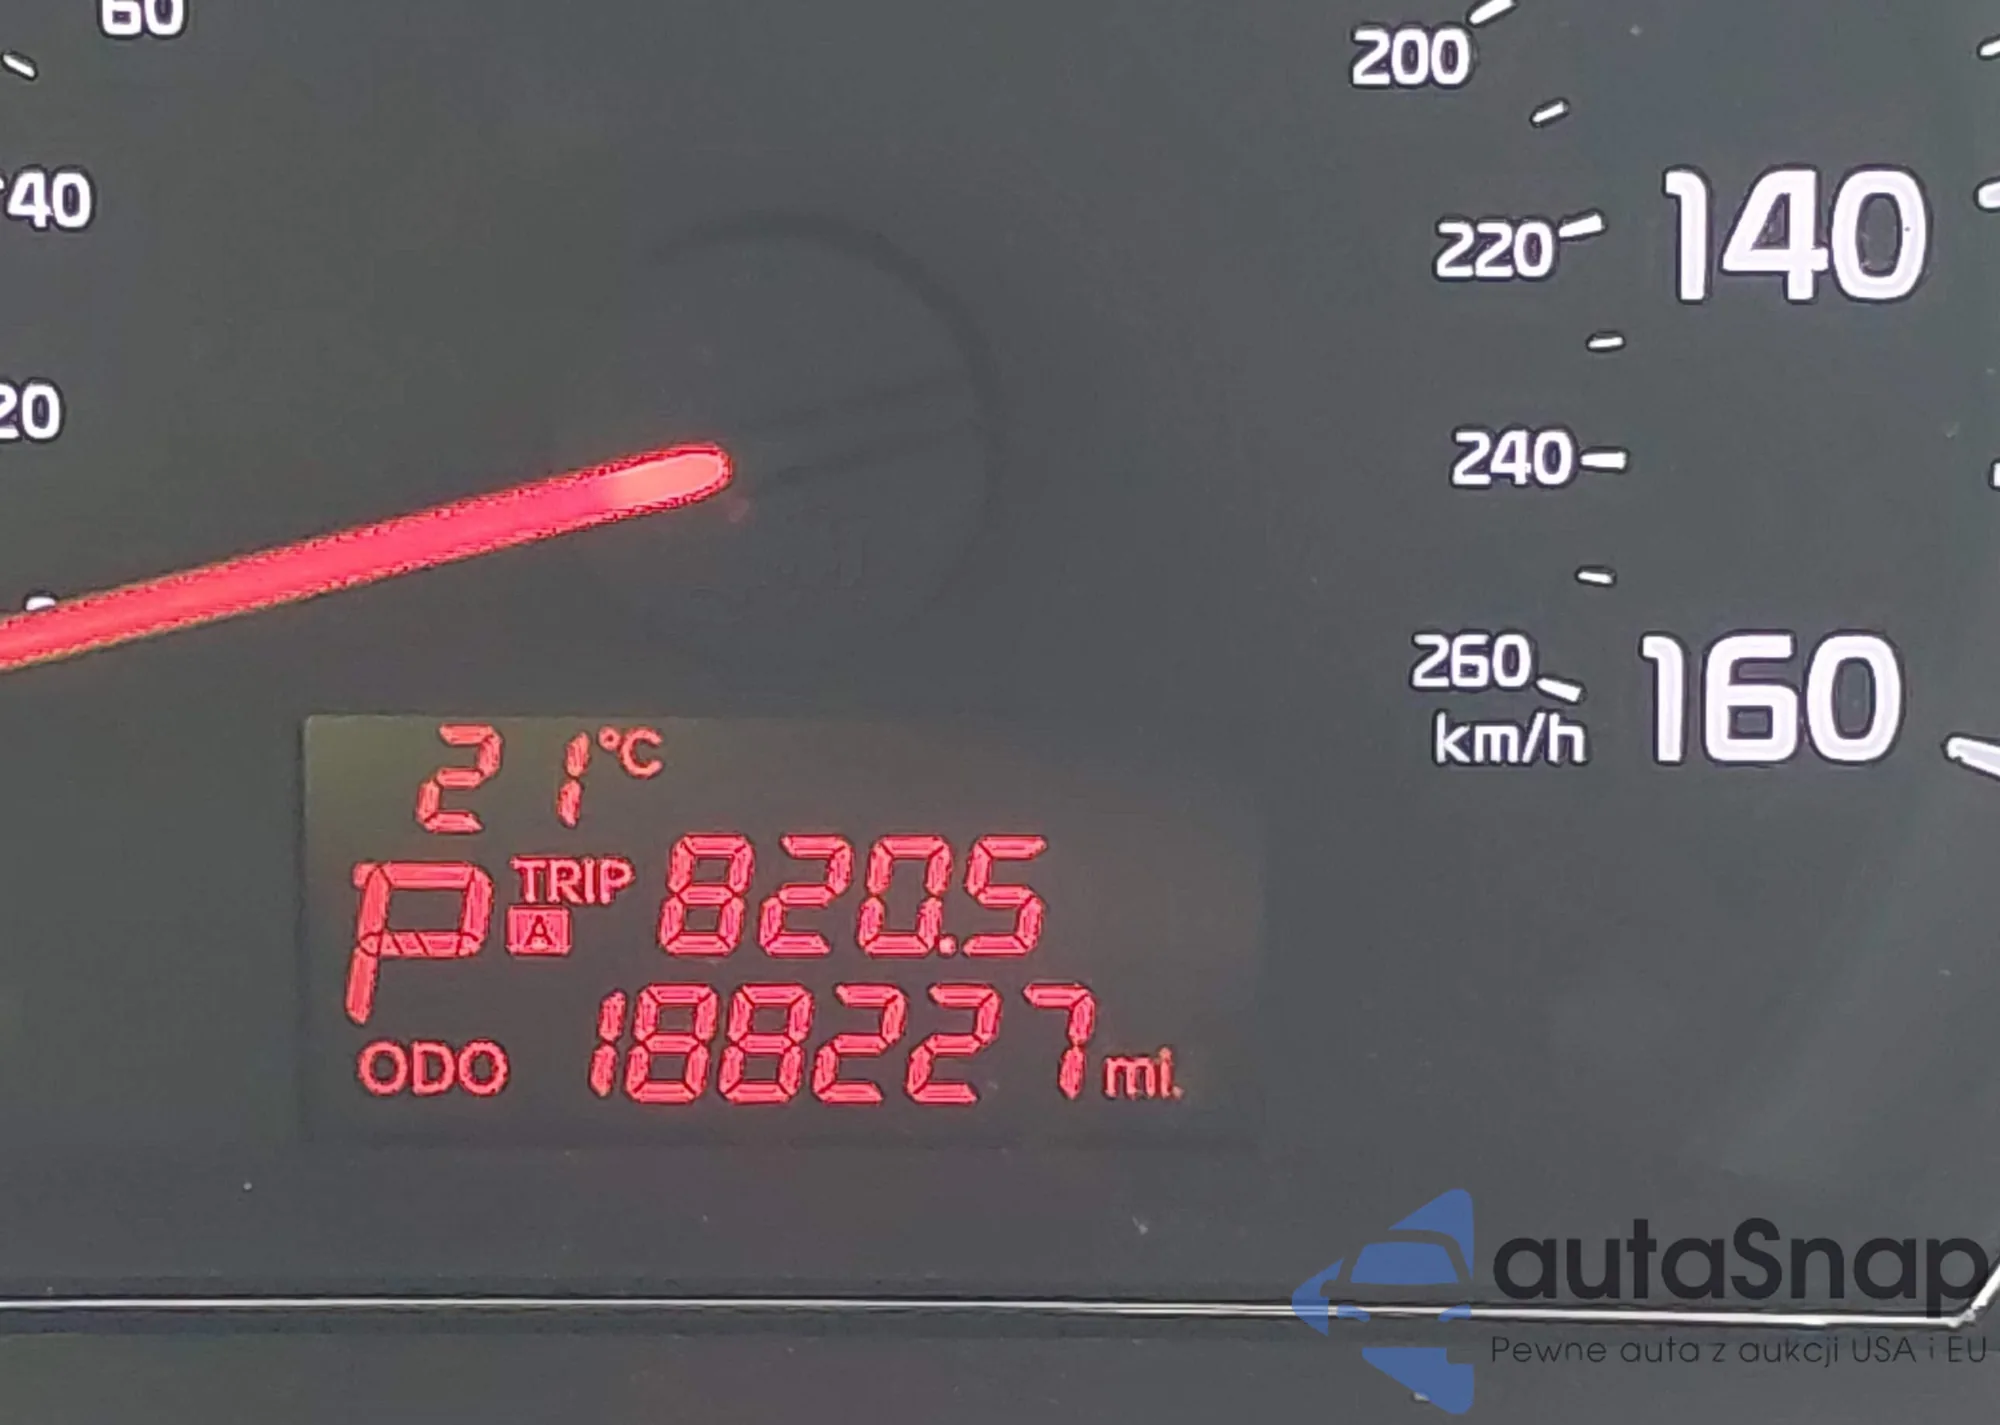 60
200
40
140
220
20
240
260
160
km/h
21°C
P TRIP A 820.5
ODO 188227 mi.
autaSnap
Pewne auta z aukcji USA i EU